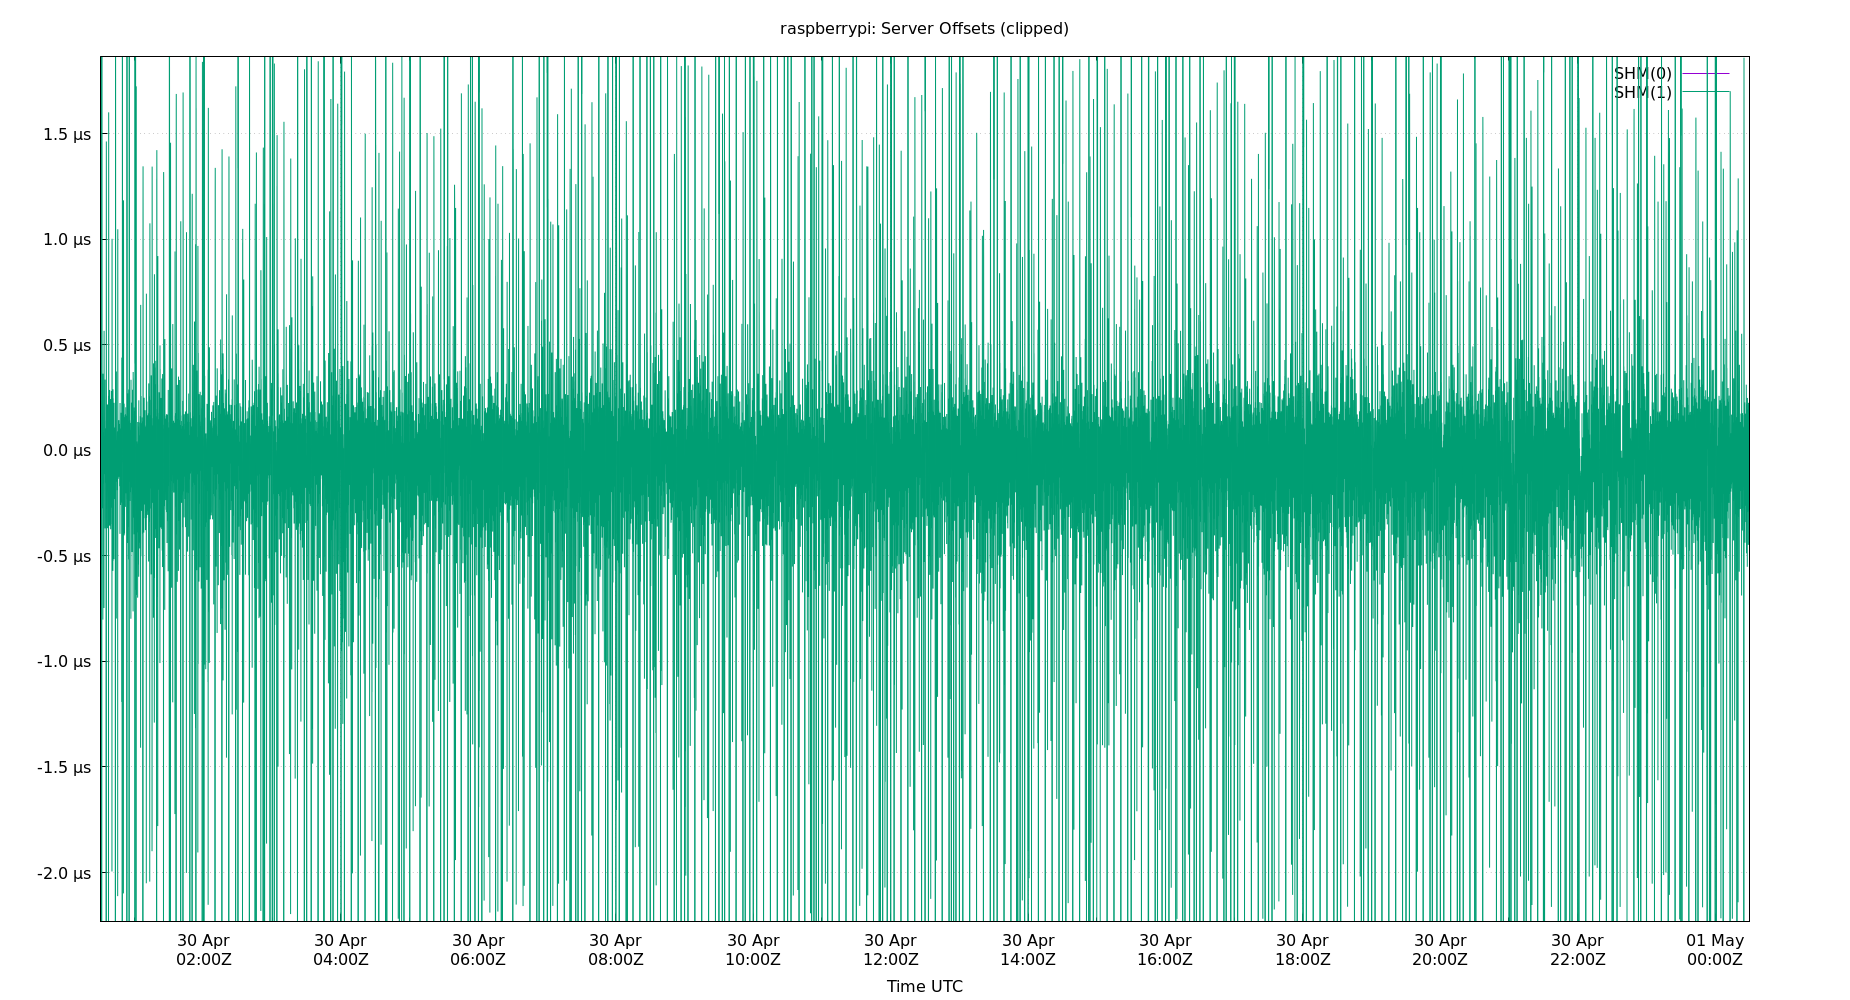 raspberrypi: Server Offsets (clipped)
SHM(0)
SHM(1)
1.5 µs
1.0 µs
0.5 µs
0.0 µs
-0.5 µs
-1.0 µs
-1.5 µs
-2.0 µs
30 Apr 30 Apr 30 Apr 30 Apr 30 Apr 30 Apr 30 Apr 30 Apr 30 Apr 30 Apr 30 Apr 01 May
02:00Z 04:00Z 06:00Z 08:00Z 10:00Z 12:00Z 14:00Z 16:00Z 18:00Z 20:00Z 22:00Z 00:00Z
Time UTC